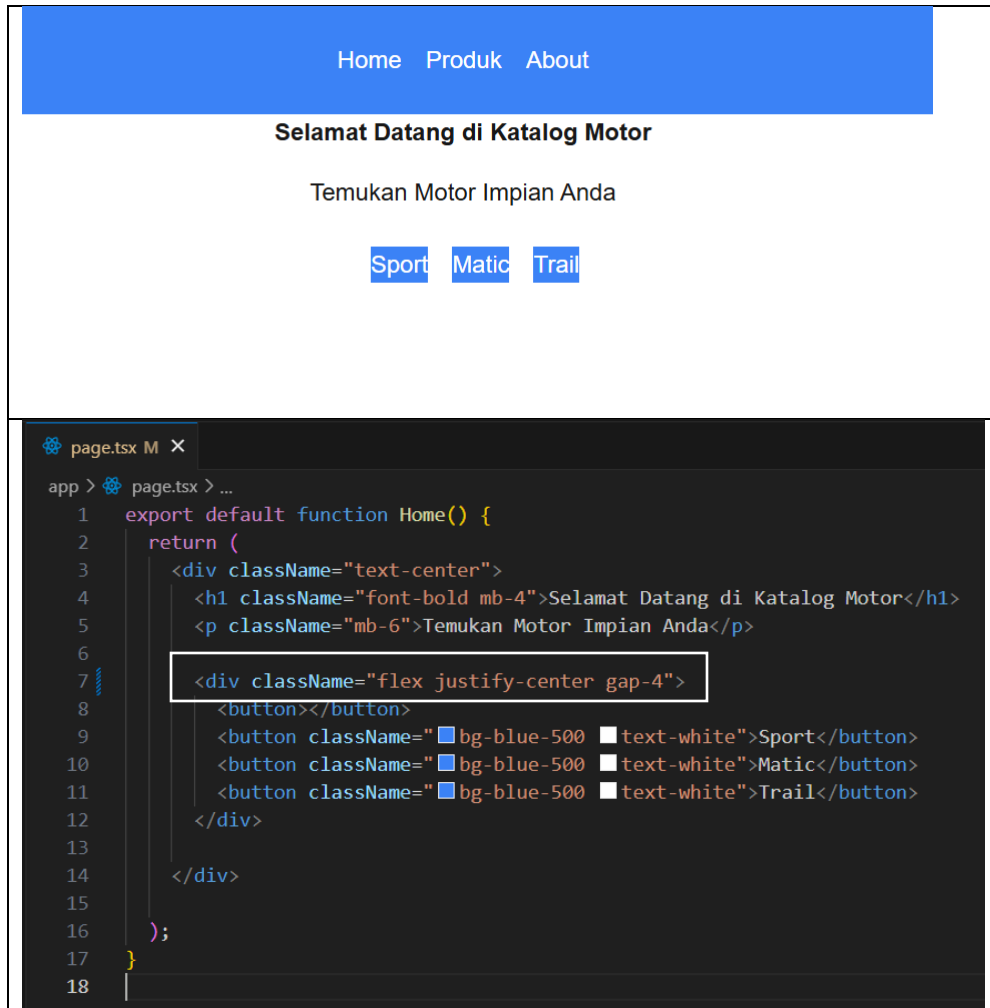 Home Produk About
Selamat Datang di Katalog Motor
Temukan Motor Impian Anda
Sport Matic Trail
page.tsx M ×
app > page.tsx > ...
1 export default function Home() {
2 return (
3 <div className="text-center">
4 <h1 className="font-bold mb-4">Selamat Datang di Katalog Motor</h1>
5 <p className="mb-6">Temukan Motor Impian Anda</p>
6
7 <div className="flex justify-center gap-4">
8 <button></button>
9 <button className="bg-blue-500 text-white">Sport</button>
10 <button className="bg-blue-500 text-white">Matic</button>
11 <button className="bg-blue-500 text-white">Trail</button>
12 </div>
13
14 </div>
15
16 );
17 }
18